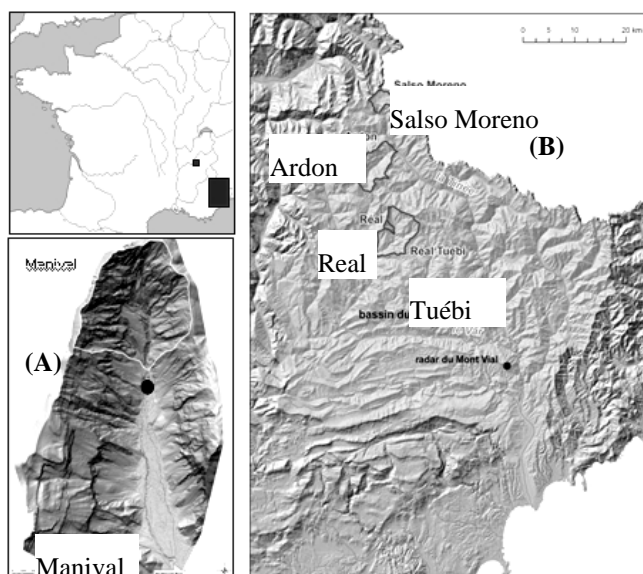 Manival
(A)
Manival
0 5 10 20 km
Salso Moreno
Salso Moreno
(B)
Ardon
Real
Real
Real Tuebi
Tuébi
bassin du
radar du Mont Vial